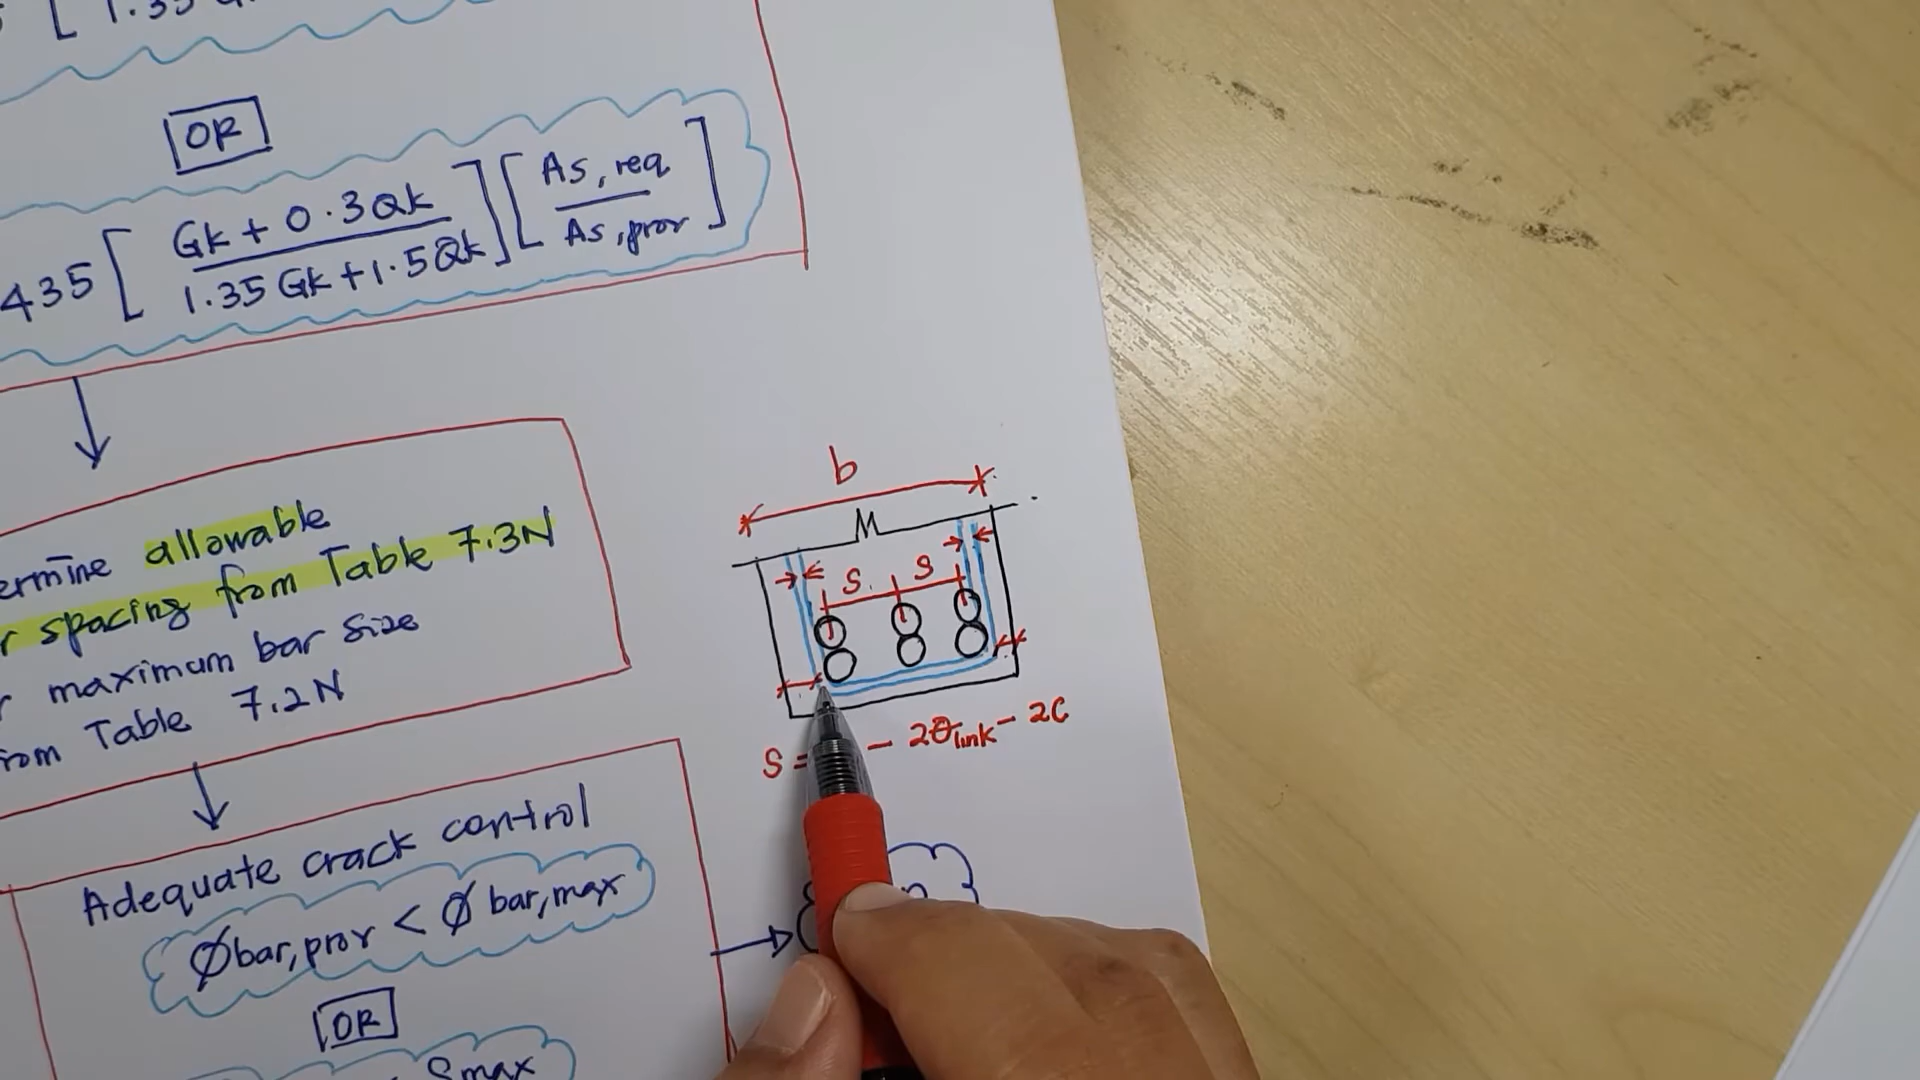 [ 1.35
OR
435 [ Gk + 0.3Qk / 1.35Gk + 1.5Qk ] [ As,req / As,prov ]
ermine allowable
r spacing from Table 7.3N
r maximum bar size
rom Table 7.2N
b
S S
S = - 2Ølink - 2C
Adequate crack control
Øbar,prov < Øbar,max
OR
Smax